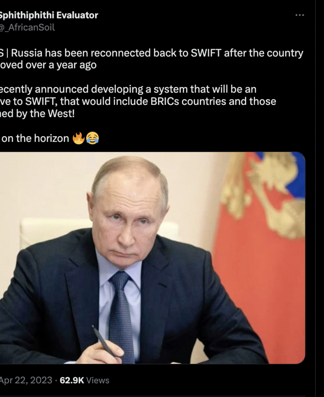 Sphithiphithi Evaluator
@_AfricanSoil
S | Russia has been reconnected back to SWIFT after the country
oved over a year ago
ecently announced developing a system that will be an
ve to SWIFT, that would include BRICs countries and those
ned by the West!
on the horizon 🔥😂
Apr 22, 2023 · 62.9K Views